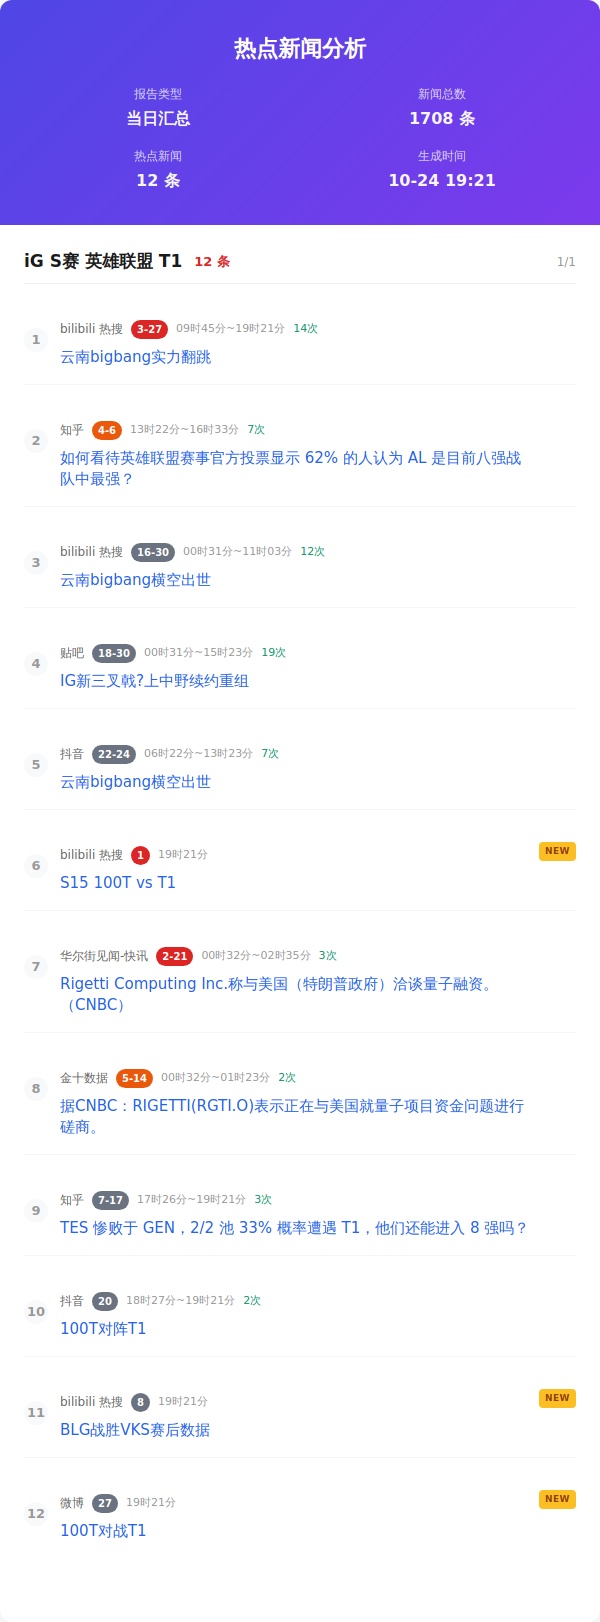 热点新闻分析
报告类型
新闻总数
当日汇总
1708 条
热点新闻
生成时间
12 条
10-24 19:21
iG S赛 英雄联盟 T1 12 条 1/1
1
bilibili 热搜 3-27 09时45分~19时21分 14次
云南bigbang实力翻跳
2
知乎 4-6 13时22分~16时33分 7次
如何看待英雄联盟赛事官方投票显示 62% 的人认为 AL 是目前八强战
队中最强？
3
bilibili 热搜 16-30 00时31分~11时03分 12次
云南bigbang横空出世
4
贴吧 18-30 00时31分~15时23分 19次
IG新三叉戟?上中野续约重组
5
抖音 22-24 06时22分~13时23分 7次
云南bigbang横空出世
6
bilibili 热搜 1 19时21分 NEW
S15 100T vs T1
7
华尔街见闻-快讯 2-21 00时32分~02时35分 3次
Rigetti Computing Inc.称与美国（特朗普政府）洽谈量子融资。
（CNBC）
8
金十数据 5-14 00时32分~01时23分 2次
据CNBC：RIGETTI(RGTI.O)表示正在与美国就量子项目资金问题进行
磋商。
9
知乎 7-17 17时26分~19时21分 3次
TES 惨败于 GEN，2/2 池 33% 概率遭遇 T1，他们还能进入 8 强吗？
10
抖音 20 18时27分~19时21分 2次
100T对阵T1
11
bilibili 热搜 8 19时21分 NEW
BLG战胜VKS赛后数据
12
微博 27 19时21分 NEW
100T对战T1